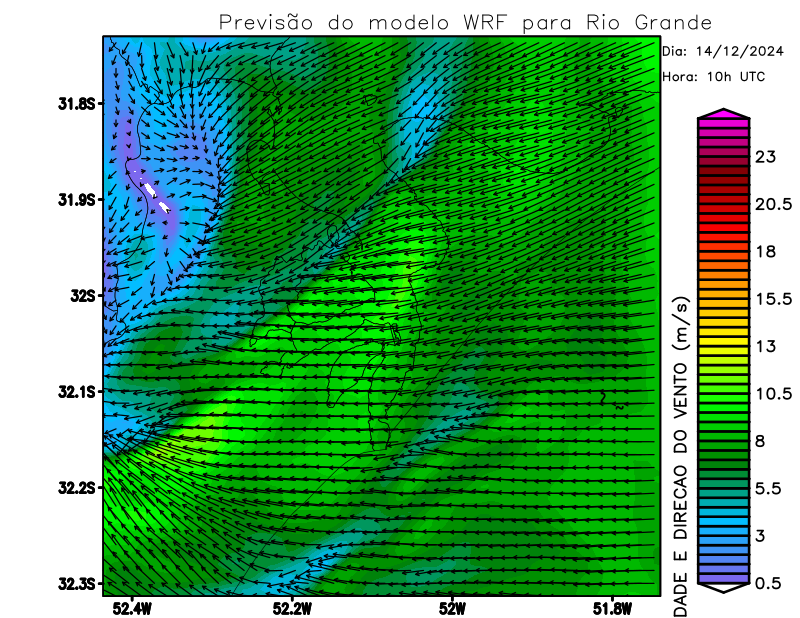 Previsão do modelo WRF para Rio Grande
Dia: 14/12/2024
Hora: 10h UTC
31.8S
31.9S
32S
32.1S
32.2S
32.3S
52.4W
52.2W
52W
51.8W
DADE E DIRECAO DO VENTO (m/s)
23
20.5
18
15.5
13
10.5
8
5.5
3
0.5